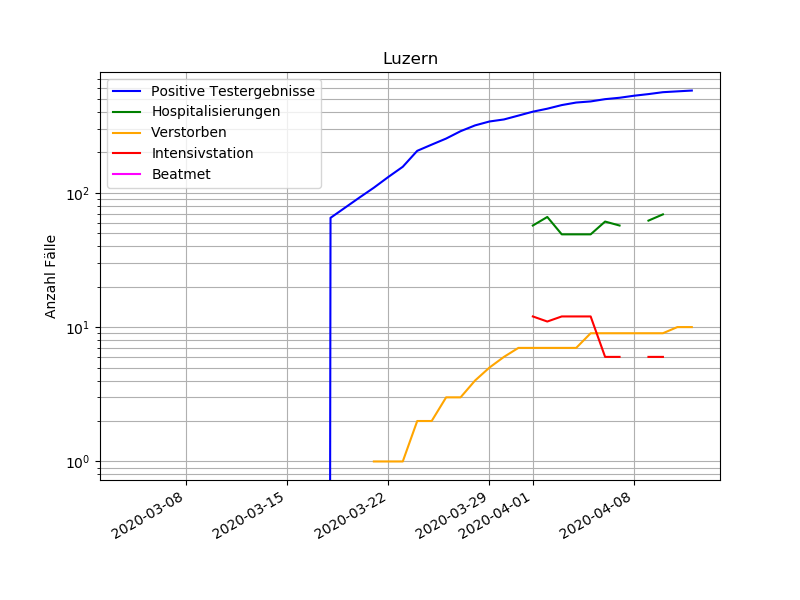 Luzern
Positive Testergebnisse
Hospitalisierungen
Verstorben
Intensivstation
Beatmet
Anzahl Fälle
10²
10¹
10⁰
2020-03-08
2020-03-15
2020-03-22
2020-03-29
2020-04-01
2020-04-08